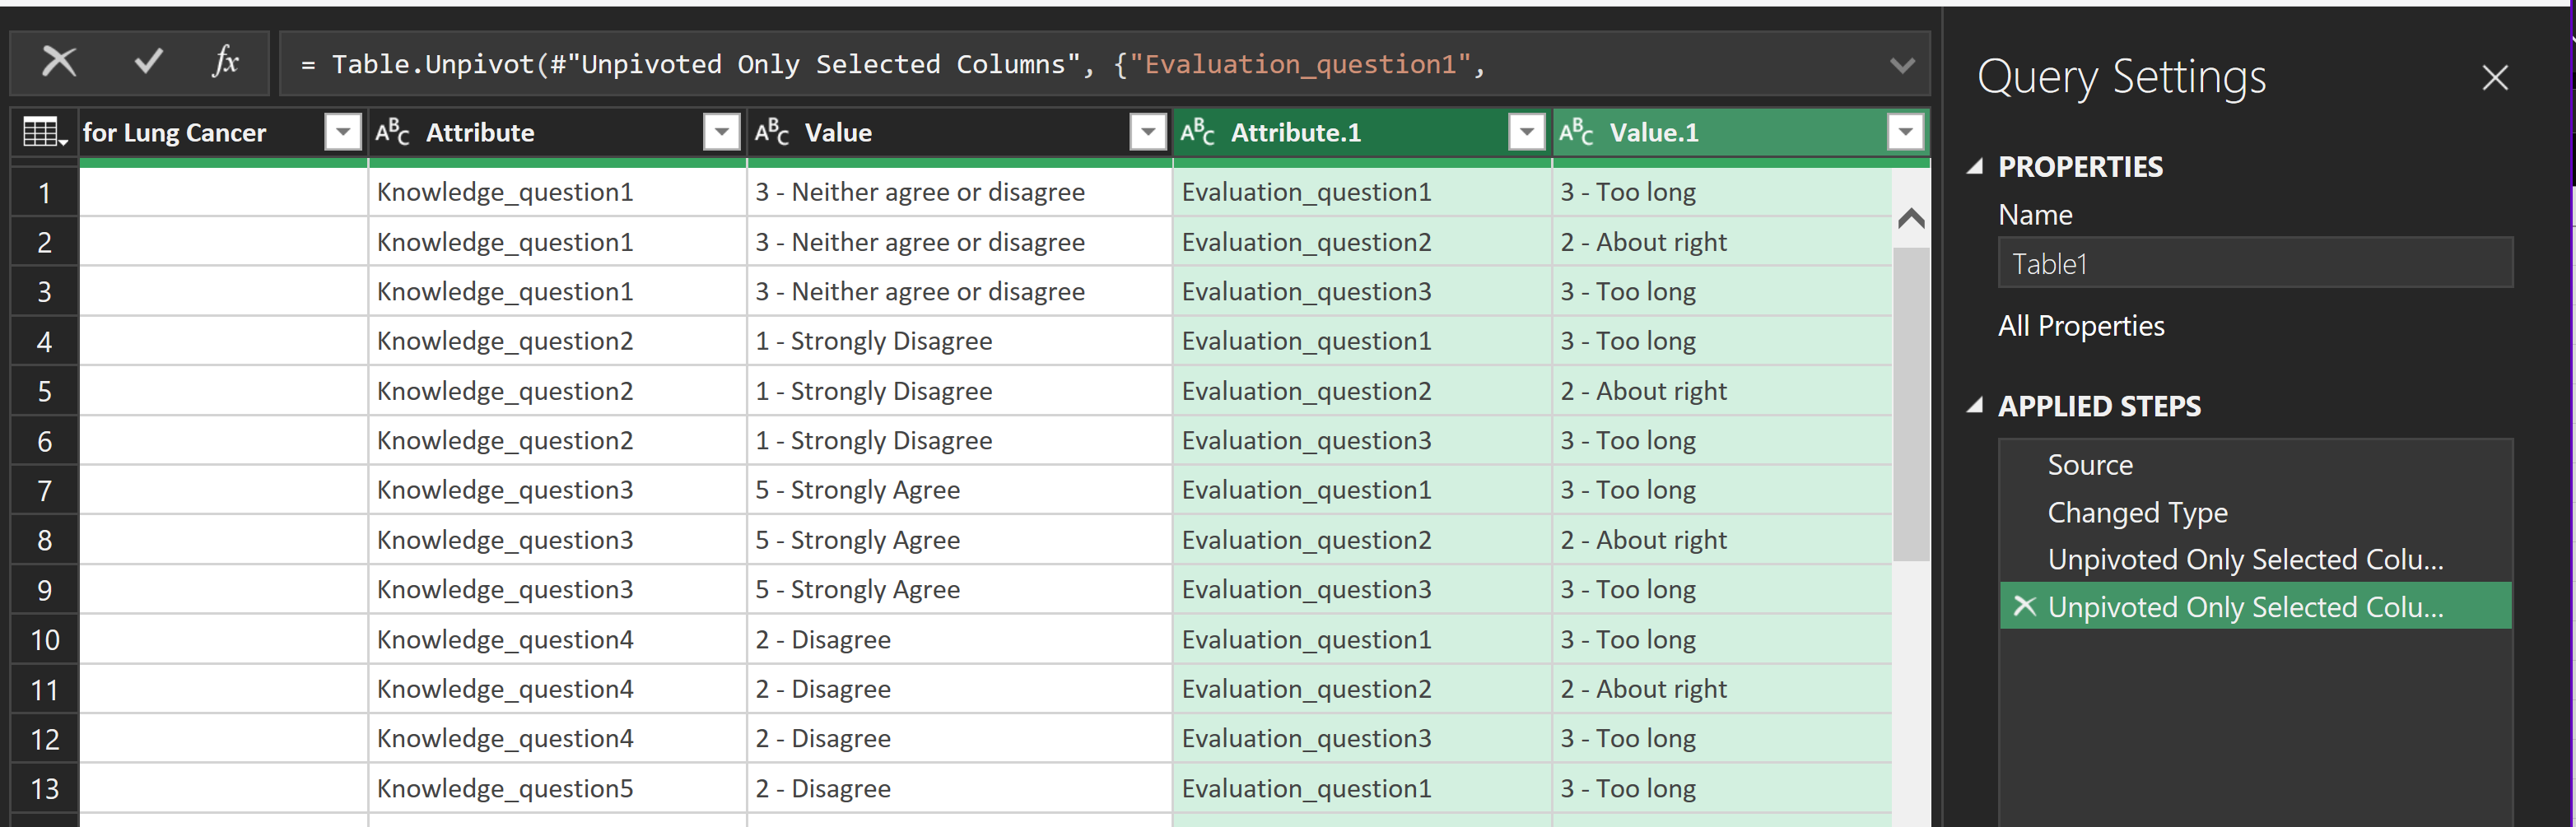 fx = Table.Unpivot(#"Unpivoted Only Selected Columns", {"Evaluation_question1",
for Lung Cancer ABC Attribute ABC Value ABC Attribute.1 ABC Value.1
1 Knowledge_question1 3 - Neither agree or disagree Evaluation_question1 3 - Too long
2 Knowledge_question1 3 - Neither agree or disagree Evaluation_question2 2 - About right
3 Knowledge_question1 3 - Neither agree or disagree Evaluation_question3 3 - Too long
4 Knowledge_question2 1 - Strongly Disagree Evaluation_question1 3 - Too long
5 Knowledge_question2 1 - Strongly Disagree Evaluation_question2 2 - About right
6 Knowledge_question2 1 - Strongly Disagree Evaluation_question3 3 - Too long
7 Knowledge_question3 5 - Strongly Agree Evaluation_question1 3 - Too long
8 Knowledge_question3 5 - Strongly Agree Evaluation_question2 2 - About right
9 Knowledge_question3 5 - Strongly Agree Evaluation_question3 3 - Too long
10 Knowledge_question4 2 - Disagree Evaluation_question1 3 - Too long
11 Knowledge_question4 2 - Disagree Evaluation_question2 2 - About right
12 Knowledge_question4 2 - Disagree Evaluation_question3 3 - Too long
13 Knowledge_question5 2 - Disagree Evaluation_question1 3 - Too long
Query Settings
PROPERTIES
Name
Table1
All Properties
APPLIED STEPS
Source
Changed Type
Unpivoted Only Selected Colu...
Unpivoted Only Selected Colu...